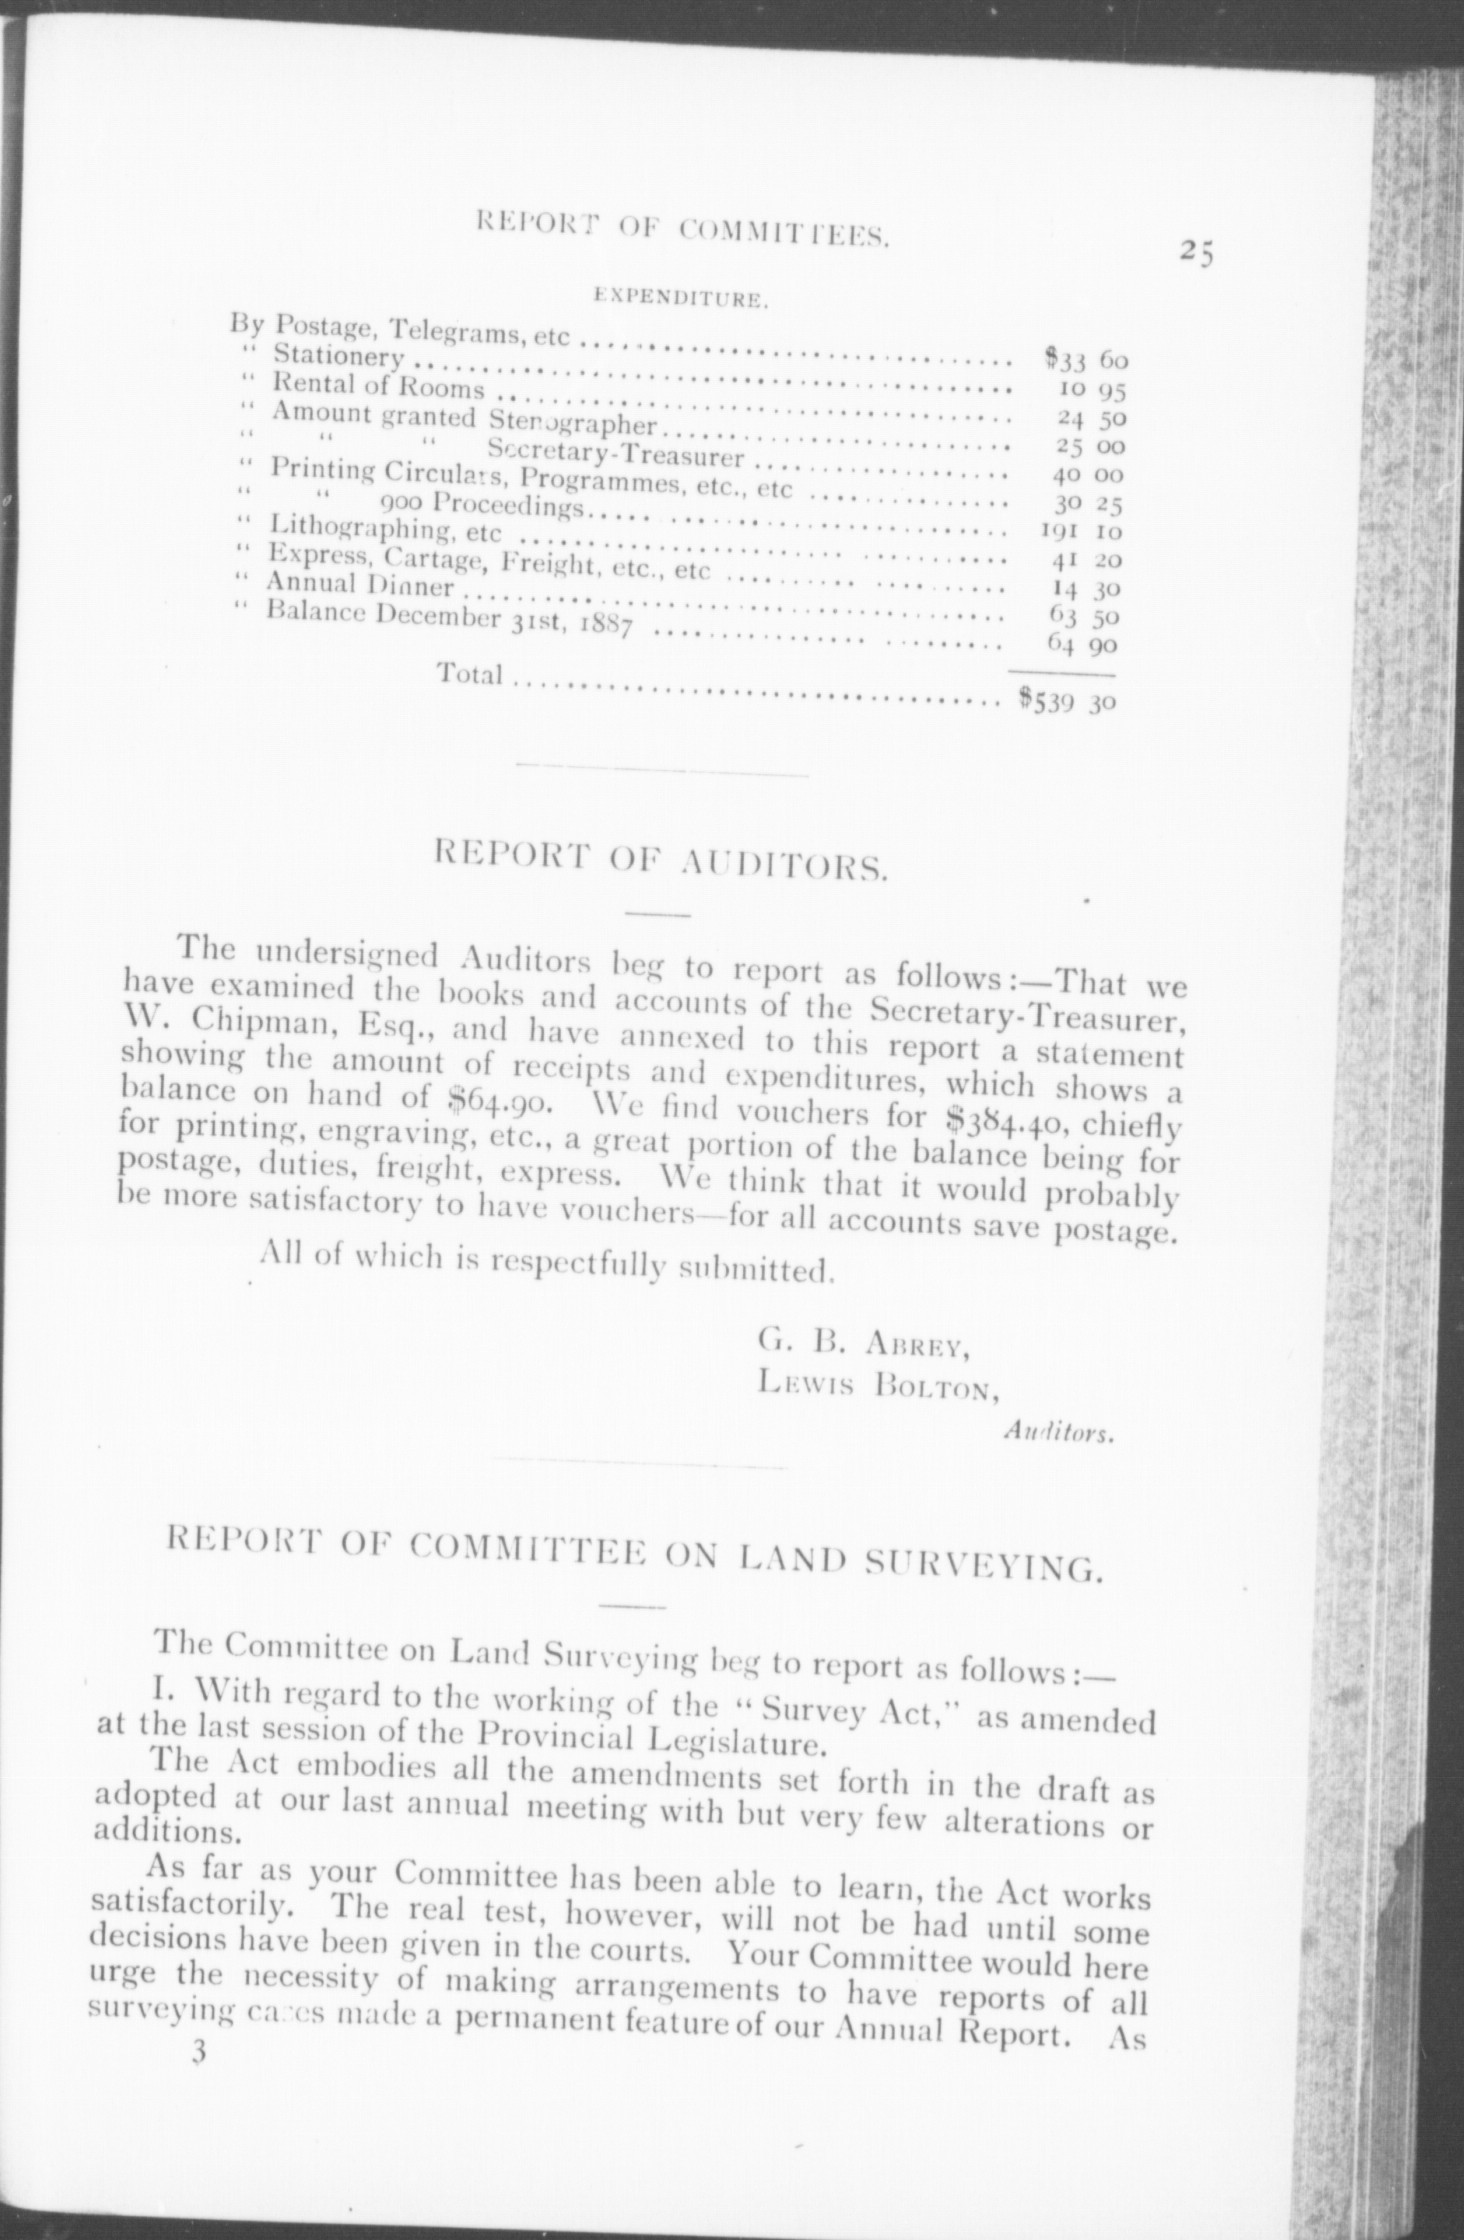 REPORT OF COMMITTEES.
25
EXPENDITURE.
By Postage, Telegrams, etc ................................ $33 60
" Stationery ............................................ 10 95
" Rental of Rooms ...................................... 24 50
" Amount granted Stenographer.......................... 25 00
" " " Secretary-Treasurer ................... 40 00
" Printing Circulars, Programmes, etc., etc ............... 30 25
" " 900 Proceedings............................... 191 10
" Lithographing, etc .................................... 41 20
" Express, Cartage, Freight, etc., etc .................... 14 30
" Annual Dinner ........................................ 63 50
" Balance December 31st, 1887 ......................... 64 90
Total .................................... $539 30
REPORT OF AUDITORS.
The undersigned Auditors beg to report as follows:—That we
have examined the books and accounts of the Secretary-Treasurer,
W. Chipman, Esq., and have annexed to this report a statement
showing the amount of receipts and expenditures, which shows a
balance on hand of $64.90. We find vouchers for $384.40, chiefly
for printing, engraving, etc., a great portion of the balance being for
postage, duties, freight, express. We think that it would probably
be more satisfactory to have vouchers—for all accounts save postage.
All of which is respectfully submitted.
G. B. Abrey,
Lewis Bolton,
Auditors.
REPORT OF COMMITTEE ON LAND SURVEYING.
The Committee on Land Surveying beg to report as follows:—
I. With regard to the working of the " Survey Act," as amended
at the last session of the Provincial Legislature.
The Act embodies all the amendments set forth in the draft as
adopted at our last annual meeting with but very few alterations or
additions.
As far as your Committee has been able to learn, the Act works
satisfactorily. The real test, however, will not be had until some
decisions have been given in the courts. Your Committee would here
urge the necessity of making arrangements to have reports of all
surveying cases made a permanent feature of our Annual Report. As
3